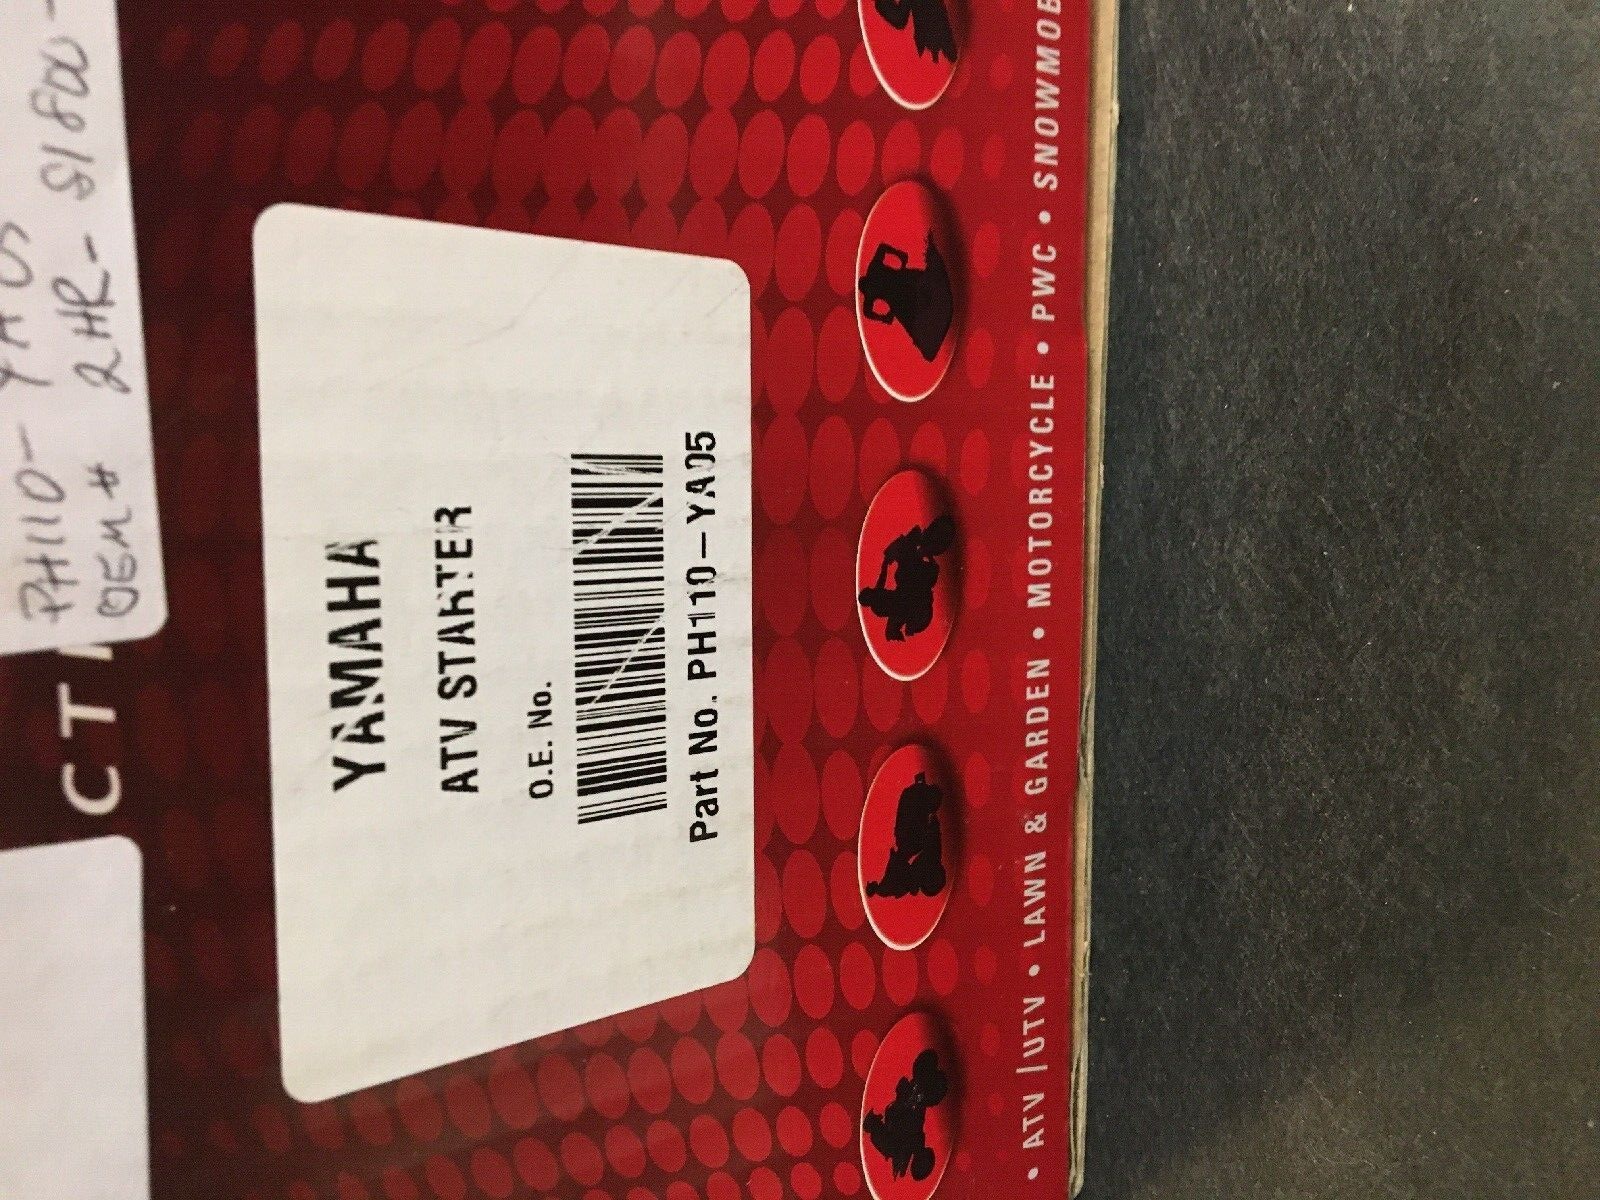 PH110- YA05
OEM# 2HR- 81800-
CT
YAMAHA
ATV STARTER
O.E. No.
Part No. PH110-YA05
• ATV | UTV • LAWN & GARDEN • MOTORCYCLE • PWC • SNOWMOB